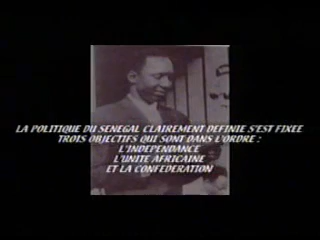 LA POLITIQUE DU SENEGAL CLAIREMENT DEFINIE S'EST FIXEE
TROIS OBJECTIFS QUI SONT DANS L'ORDRE :
L'INDEPENDANCE
L'UNITE AFRICAINE
ET LA CONFEDERATION